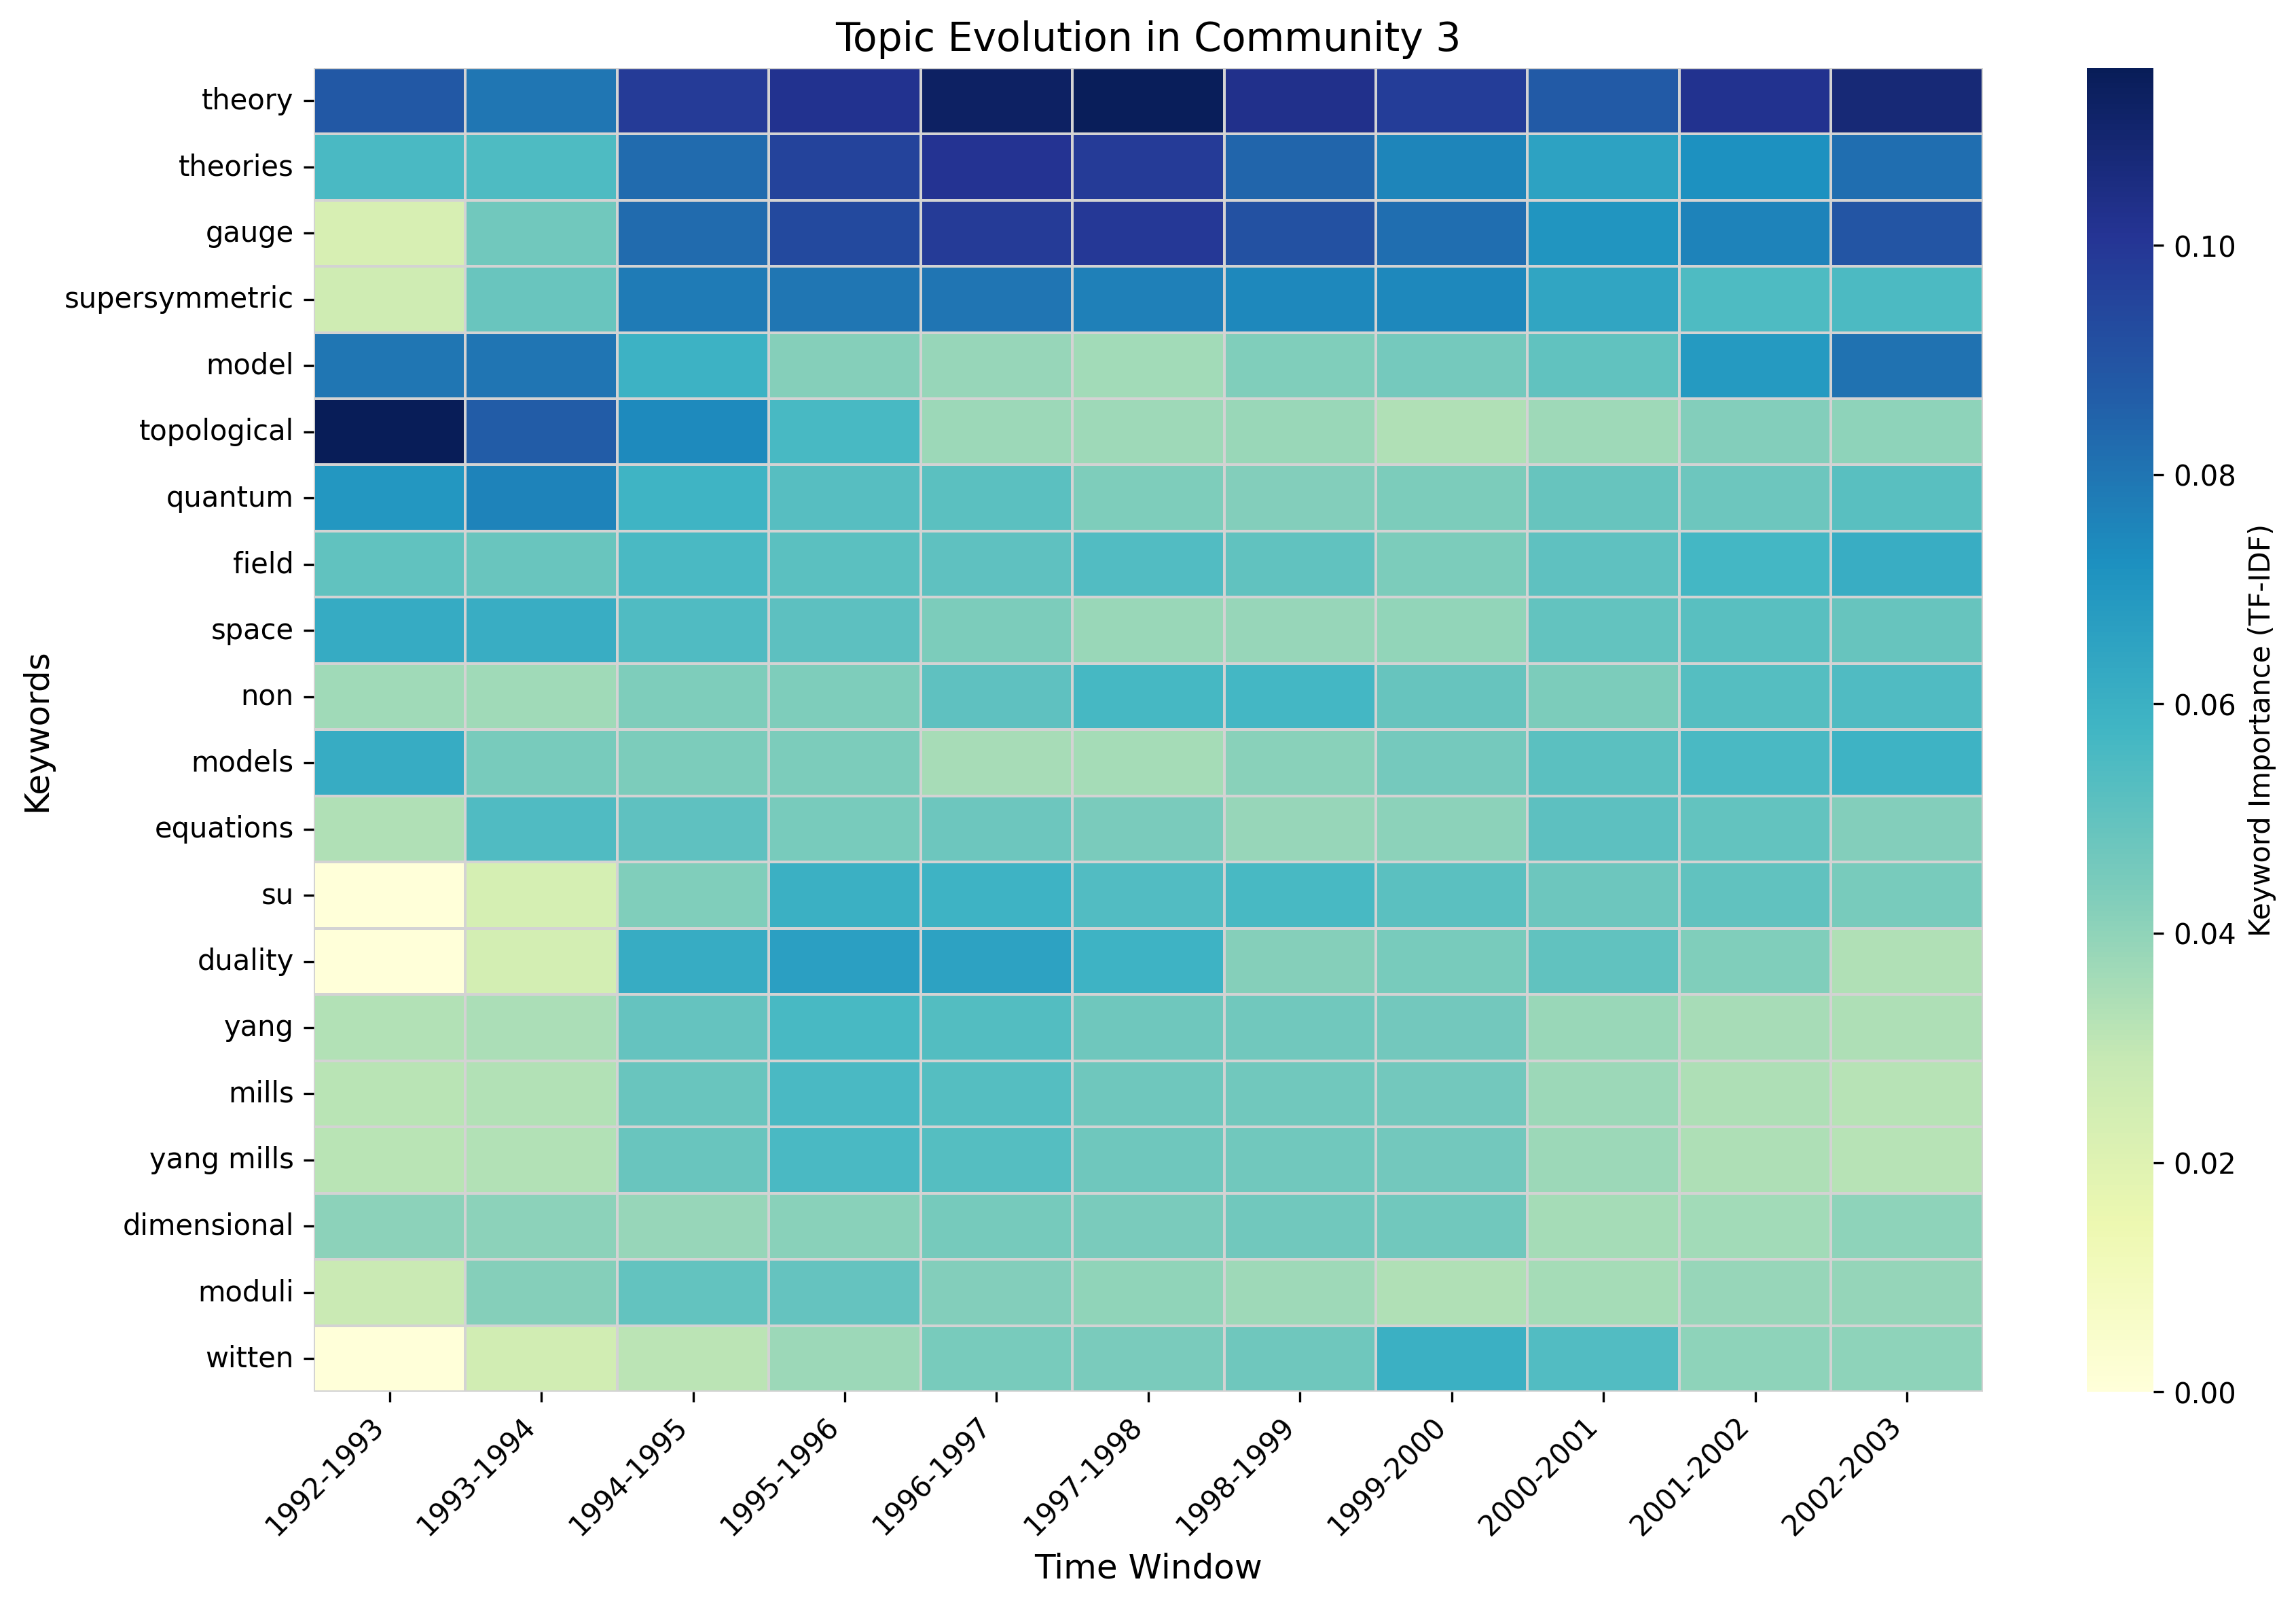 Topic Evolution in Community 3
Keywords
theory
theories
gauge
supersymmetric
model
topological
quantum
field
space
non
models
equations
su
duality
yang
mills
yang mills
dimensional
moduli
witten
1992-1993
1993-1994
1994-1995
1995-1996
1996-1997
1997-1998
1998-1999
1999-2000
2000-2001
2001-2002
2002-2003
Time Window
0.10
0.08
0.06
0.04
0.02
0.00
Keyword Importance (TF-IDF)